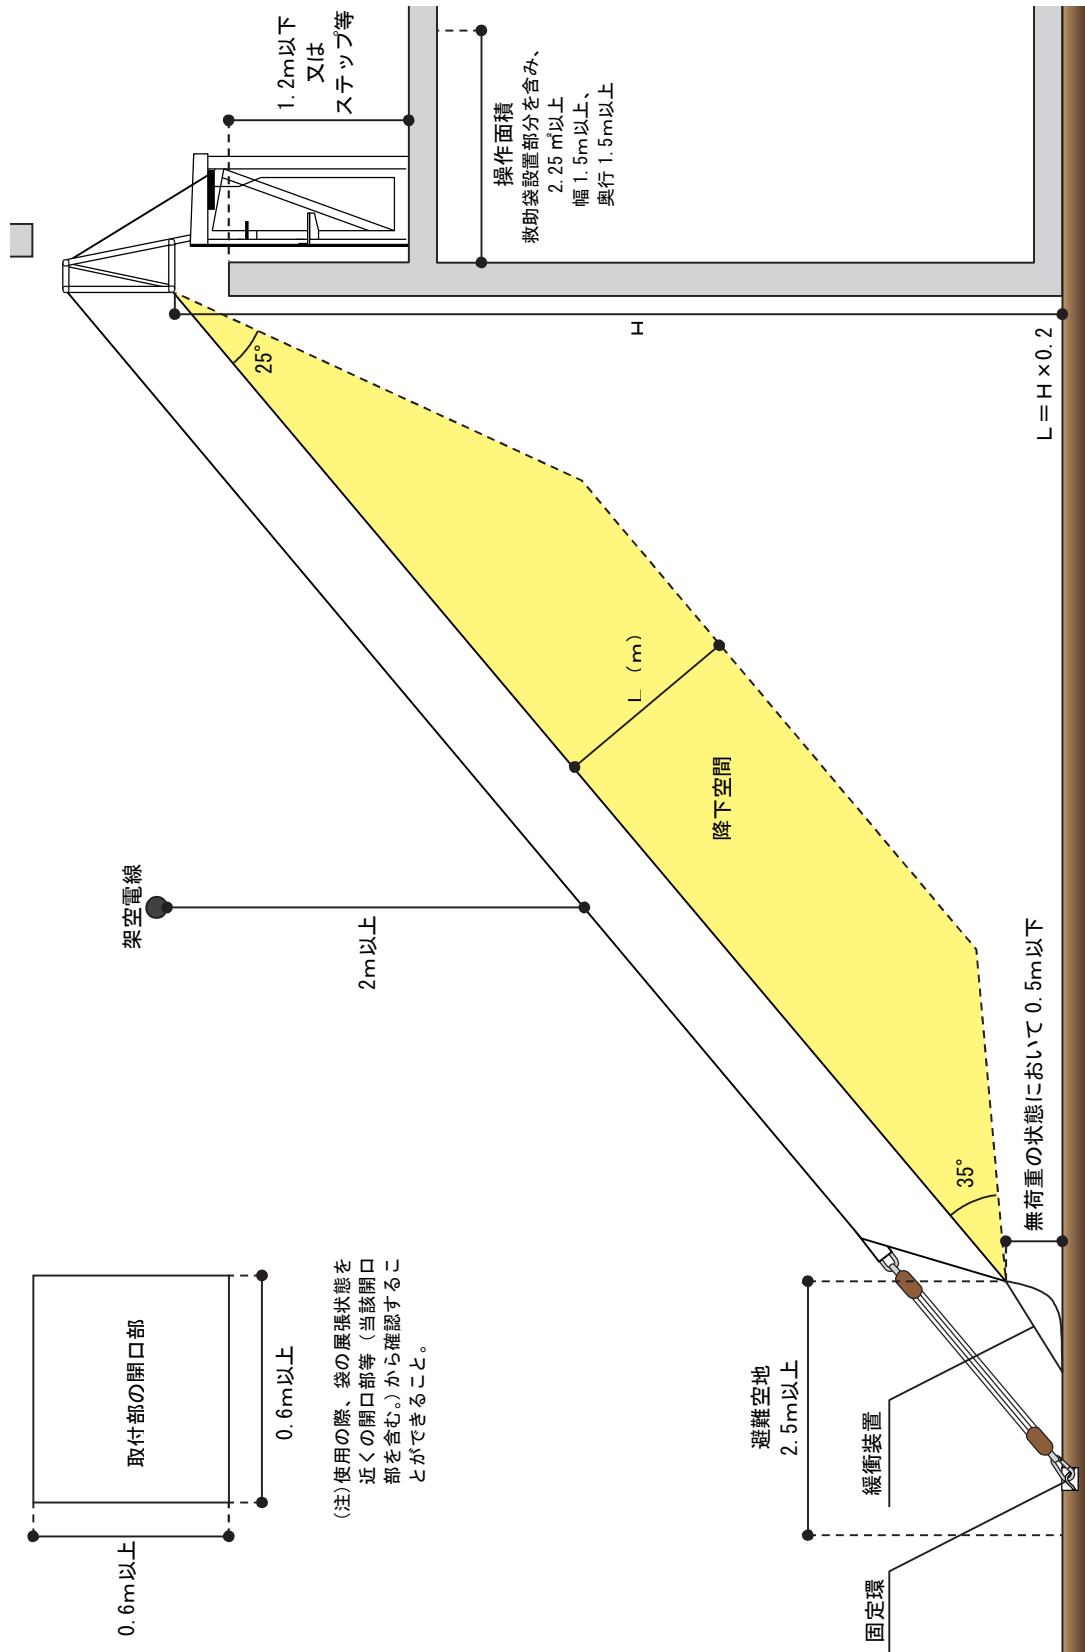 取付部の開口部
0.6m以上
0.6m以上
(注)使用の際、袋の展張状態を
近くの開口部等（当該開口
部を含む。）から確認するこ
とができること。
架空電線
2m以上
1.2m以下
又は
ステップ等
操作面積
救助袋設置部分を含み、
2.25㎡以上
幅1.5m以上、
奥行1.5m以上
25°
H
L（m）
降下空間
L＝H×0.2
35°
無荷重の状態において0.5m以下
避難空地
2.5m以上
緩衝装置
固定環